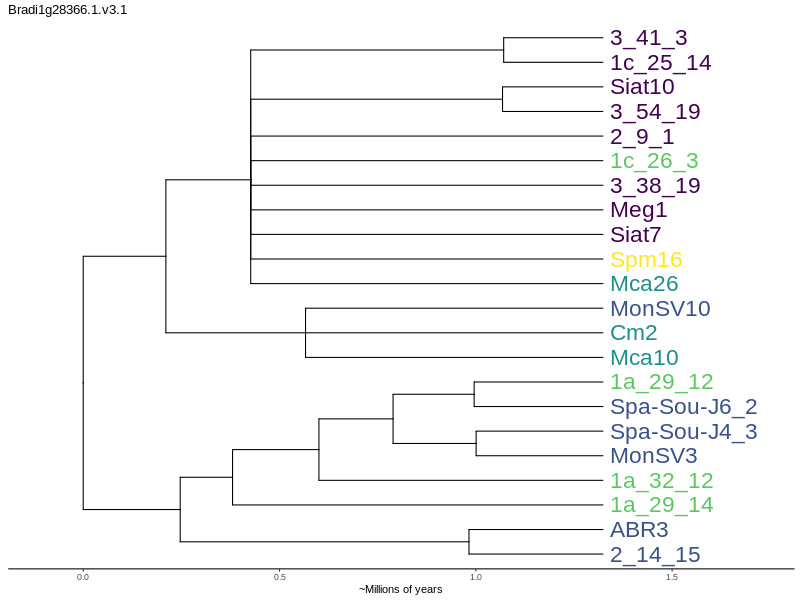 Bradi1g28366.1.v3.1
3_41_3
1c_25_14
Siat10
3_54_19
2_9_1
1c_26_3
3_38_19
Meg1
Siat7
Spm16
Mca26
MonSV10
Cm2
Mca10
1a_29_12
Spa-Sou-J6_2
Spa-Sou-J4_3
MonSV3
1a_32_12
1a_29_14
ABR3
2_14_15
0.0 0.5 1.0 1.5
~Millions of years